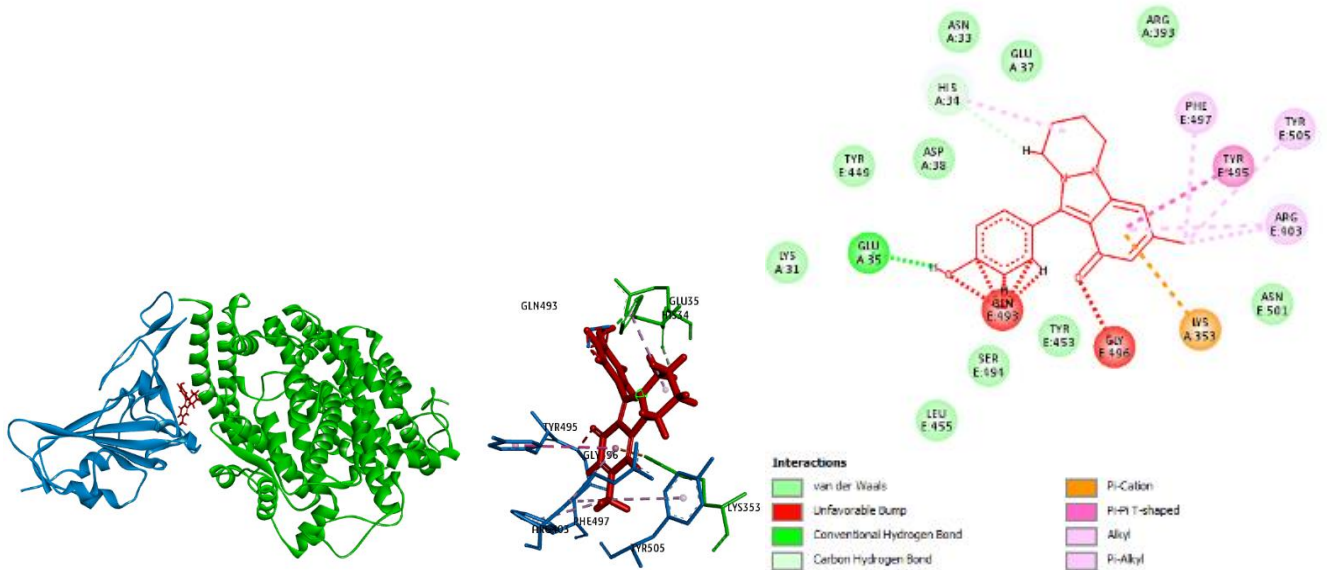 GLN493
GLU35
HIS34
TYR495
GLY496
LYS353
PHE497
ARG403
TYR505
ASN
A:33
GLU
A:37
ARG
A:393
HIS
A:34
PHE
E:497
TYR
E:505
TYR
E:449
ASP
A:38
TYR
E:495
GLU
A:35
ARG
E:403
LYS
A:31
H
N
N
H
O
H
H
O
GLN
E:493
TYR
E:453
GLY
E:496
LYS
A:353
ASN
E:501
SER
E:494
LEU
E:455
Interactions
van der Waals
Unfavorable Bump
Conventional Hydrogen Bond
Carbon Hydrogen Bond
Pi-Cation
Pi-Pi T-shaped
Alkyl
Pi-Alkyl